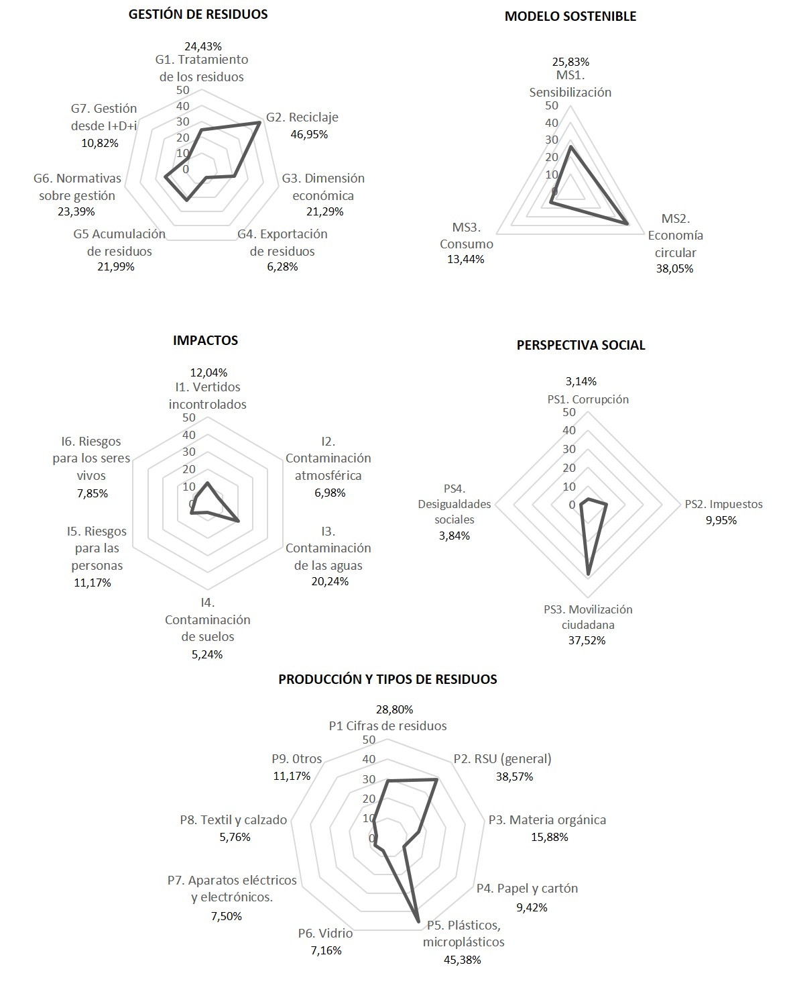 GESTIÓN DE RESIDUOS
24,43%
G1. Tratamiento
de los residuos
50
40
30
20
10
0
G2. Reciclaje
46,95%
G3. Dimensión
económica
21,29%
G4. Exportación
de residuos
6,28%
G5 Acumulación
de residuos
21,99%
G6. Normativas
sobre gestión
23,39%
G7. Gestión
desde I+D+i
10,82%
MODELO SOSTENIBLE
25,83%
MS1.
Sensibilización
50
40
30
20
10
0
MS2.
Economía
circular
38,05%
MS3.
Consumo
13,44%
IMPACTOS
12,04%
I1. Vertidos
incontrolados
50
40
30
20
10
0
I2.
Contaminación
atmosférica
6,98%
I3.
Contaminación
de las aguas
20,24%
I4.
Contaminación
de suelos
5,24%
I5. Riesgos
para las
personas
11,17%
I6. Riesgos
para los seres
vivos
7,85%
PERSPECTIVA SOCIAL
3,14%
PS1. Corrupción
50
40
30
20
10
0
PS2. Impuestos
9,95%
PS3. Movilización
ciudadana
37,52%
PS4.
Desigualdades
sociales
3,84%
PRODUCCIÓN Y TIPOS DE RESIDUOS
28,80%
P1 Cifras de residuos
50
40
30
20
10
0
P2. RSU (general)
38,57%
P3. Materia orgánica
15,88%
P4. Papel y cartón
9,42%
P5. Plásticos,
microplásticos
45,38%
P6. Vidrio
7,16%
P7. Aparatos eléctricos
y electrónicos.
7,50%
P8. Textil y calzado
5,76%
P9. 0tros
11,17%